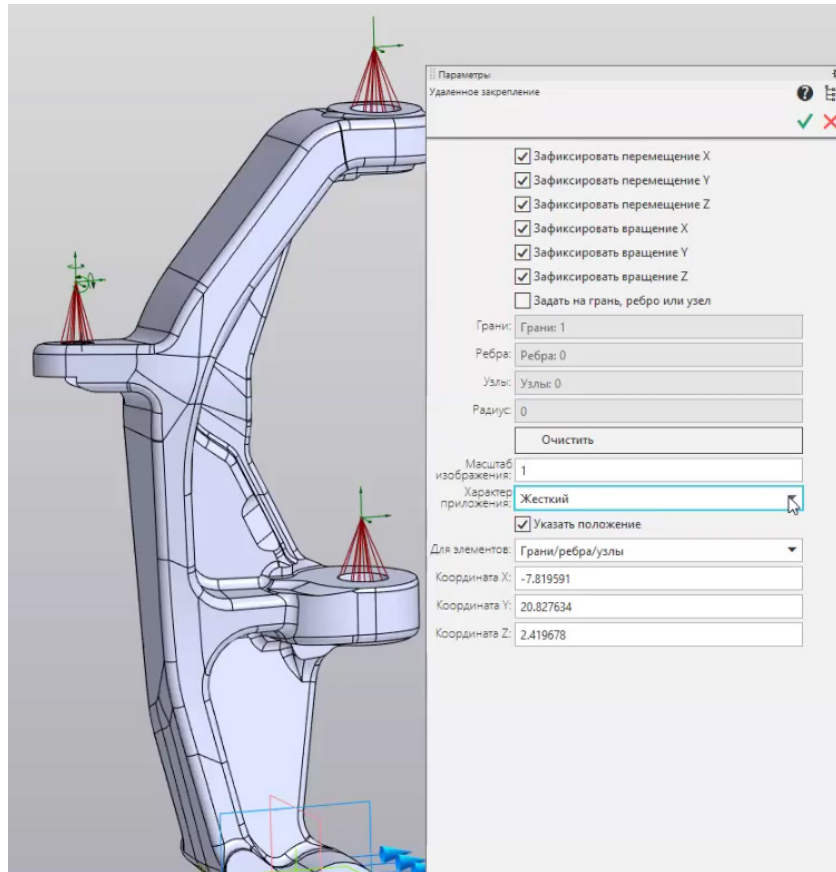 Параметры
Удаленное закрепление
Зафиксировать перемещение X
Зафиксировать перемещение Y
Зафиксировать перемещение Z
Зафиксировать вращение X
Зафиксировать вращение Y
Зафиксировать вращение Z
Задать на грань, ребро или узел
Грани: Грани: 1
Ребра: Ребра: 0
Узлы: Узлы: 0
Радиус: 0
Очистить
Масштаб
изображения: 1
Характер
приложения: Жесткий
Указать положение
Для элементов: Грани/ребра/узлы
Координата X: -7.819591
Координата Y: 20.827634
Координата Z: 2.419678